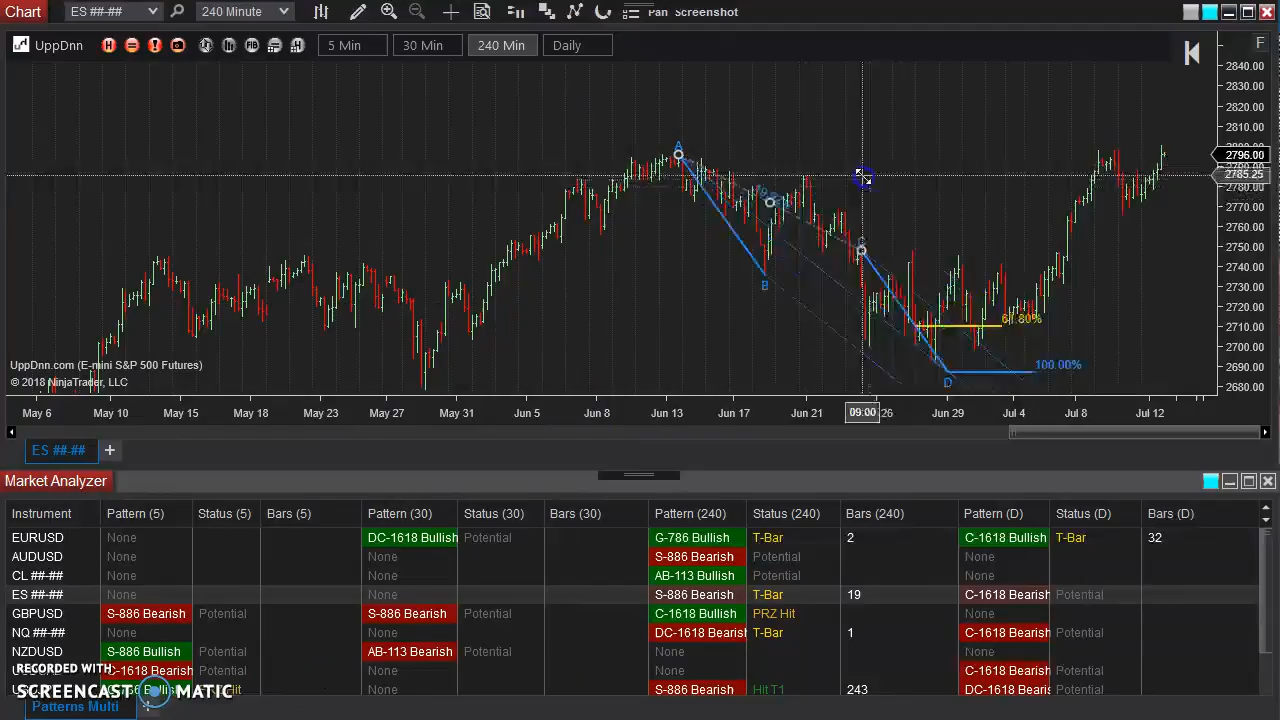 Chart ES ##-## 240 Minute Pan Screenshot
UppDnn H FIB 5 Min 30 Min 240 Min Daily F
2840.00
2830.00
2820.00
2810.00
2796.00
2785.25
2780.00
2770.00
2760.00
2750.00
2740.00
2730.00
2720.00
2710.00
2700.00
2690.00
2680.00
A
B
C
D
61.80%
100.00%
UppDnn.com (E-mini S&P 500 Futures)
© 2018 NinjaTrader, LLC
May 6 May 10 May 15 May 18 May 23 May 27 May 31 Jun 5 Jun 8 Jun 13 Jun 17 Jun 21 09:00 26 Jun 29 Jul 4 Jul 8 Jul 12
ES ##-## +
Market Analyzer
Instrument Pattern (5) Status (5) Bars (5) Pattern (30) Status (30) Bars (30) Pattern (240) Status (240) Bars (240) Pattern (D) Status (D) Bars (D)
EURUSD None DC-1618 Bullish Potential G-786 Bullish T-Bar 2 C-1618 Bullish T-Bar 32
AUDUSD None None S-886 Bearish Potential None
CL ##-## None None AB-113 Bullish Potential None
ES ##-## None None S-886 Bearish T-Bar 19 C-1618 Bearish Potential
GBPUSD S-886 Bearish Potential S-886 Bearish Potential C-1618 Bullish PRZ Hit None
NQ ##-## None None DC-1618 Bearish T-Bar 1 C-1618 Bearish Potential
NZDUSD S-886 Bullish Potential AB-113 Bearish Potential None None
C-1618 Bearish Potential None None C-1618 Bearish Potential
None S-886 Bearish Hit T1 243 DC-1618 Bearis Potential
RECORDED WITH
SCREENCAST MATIC
Patterns Multi +